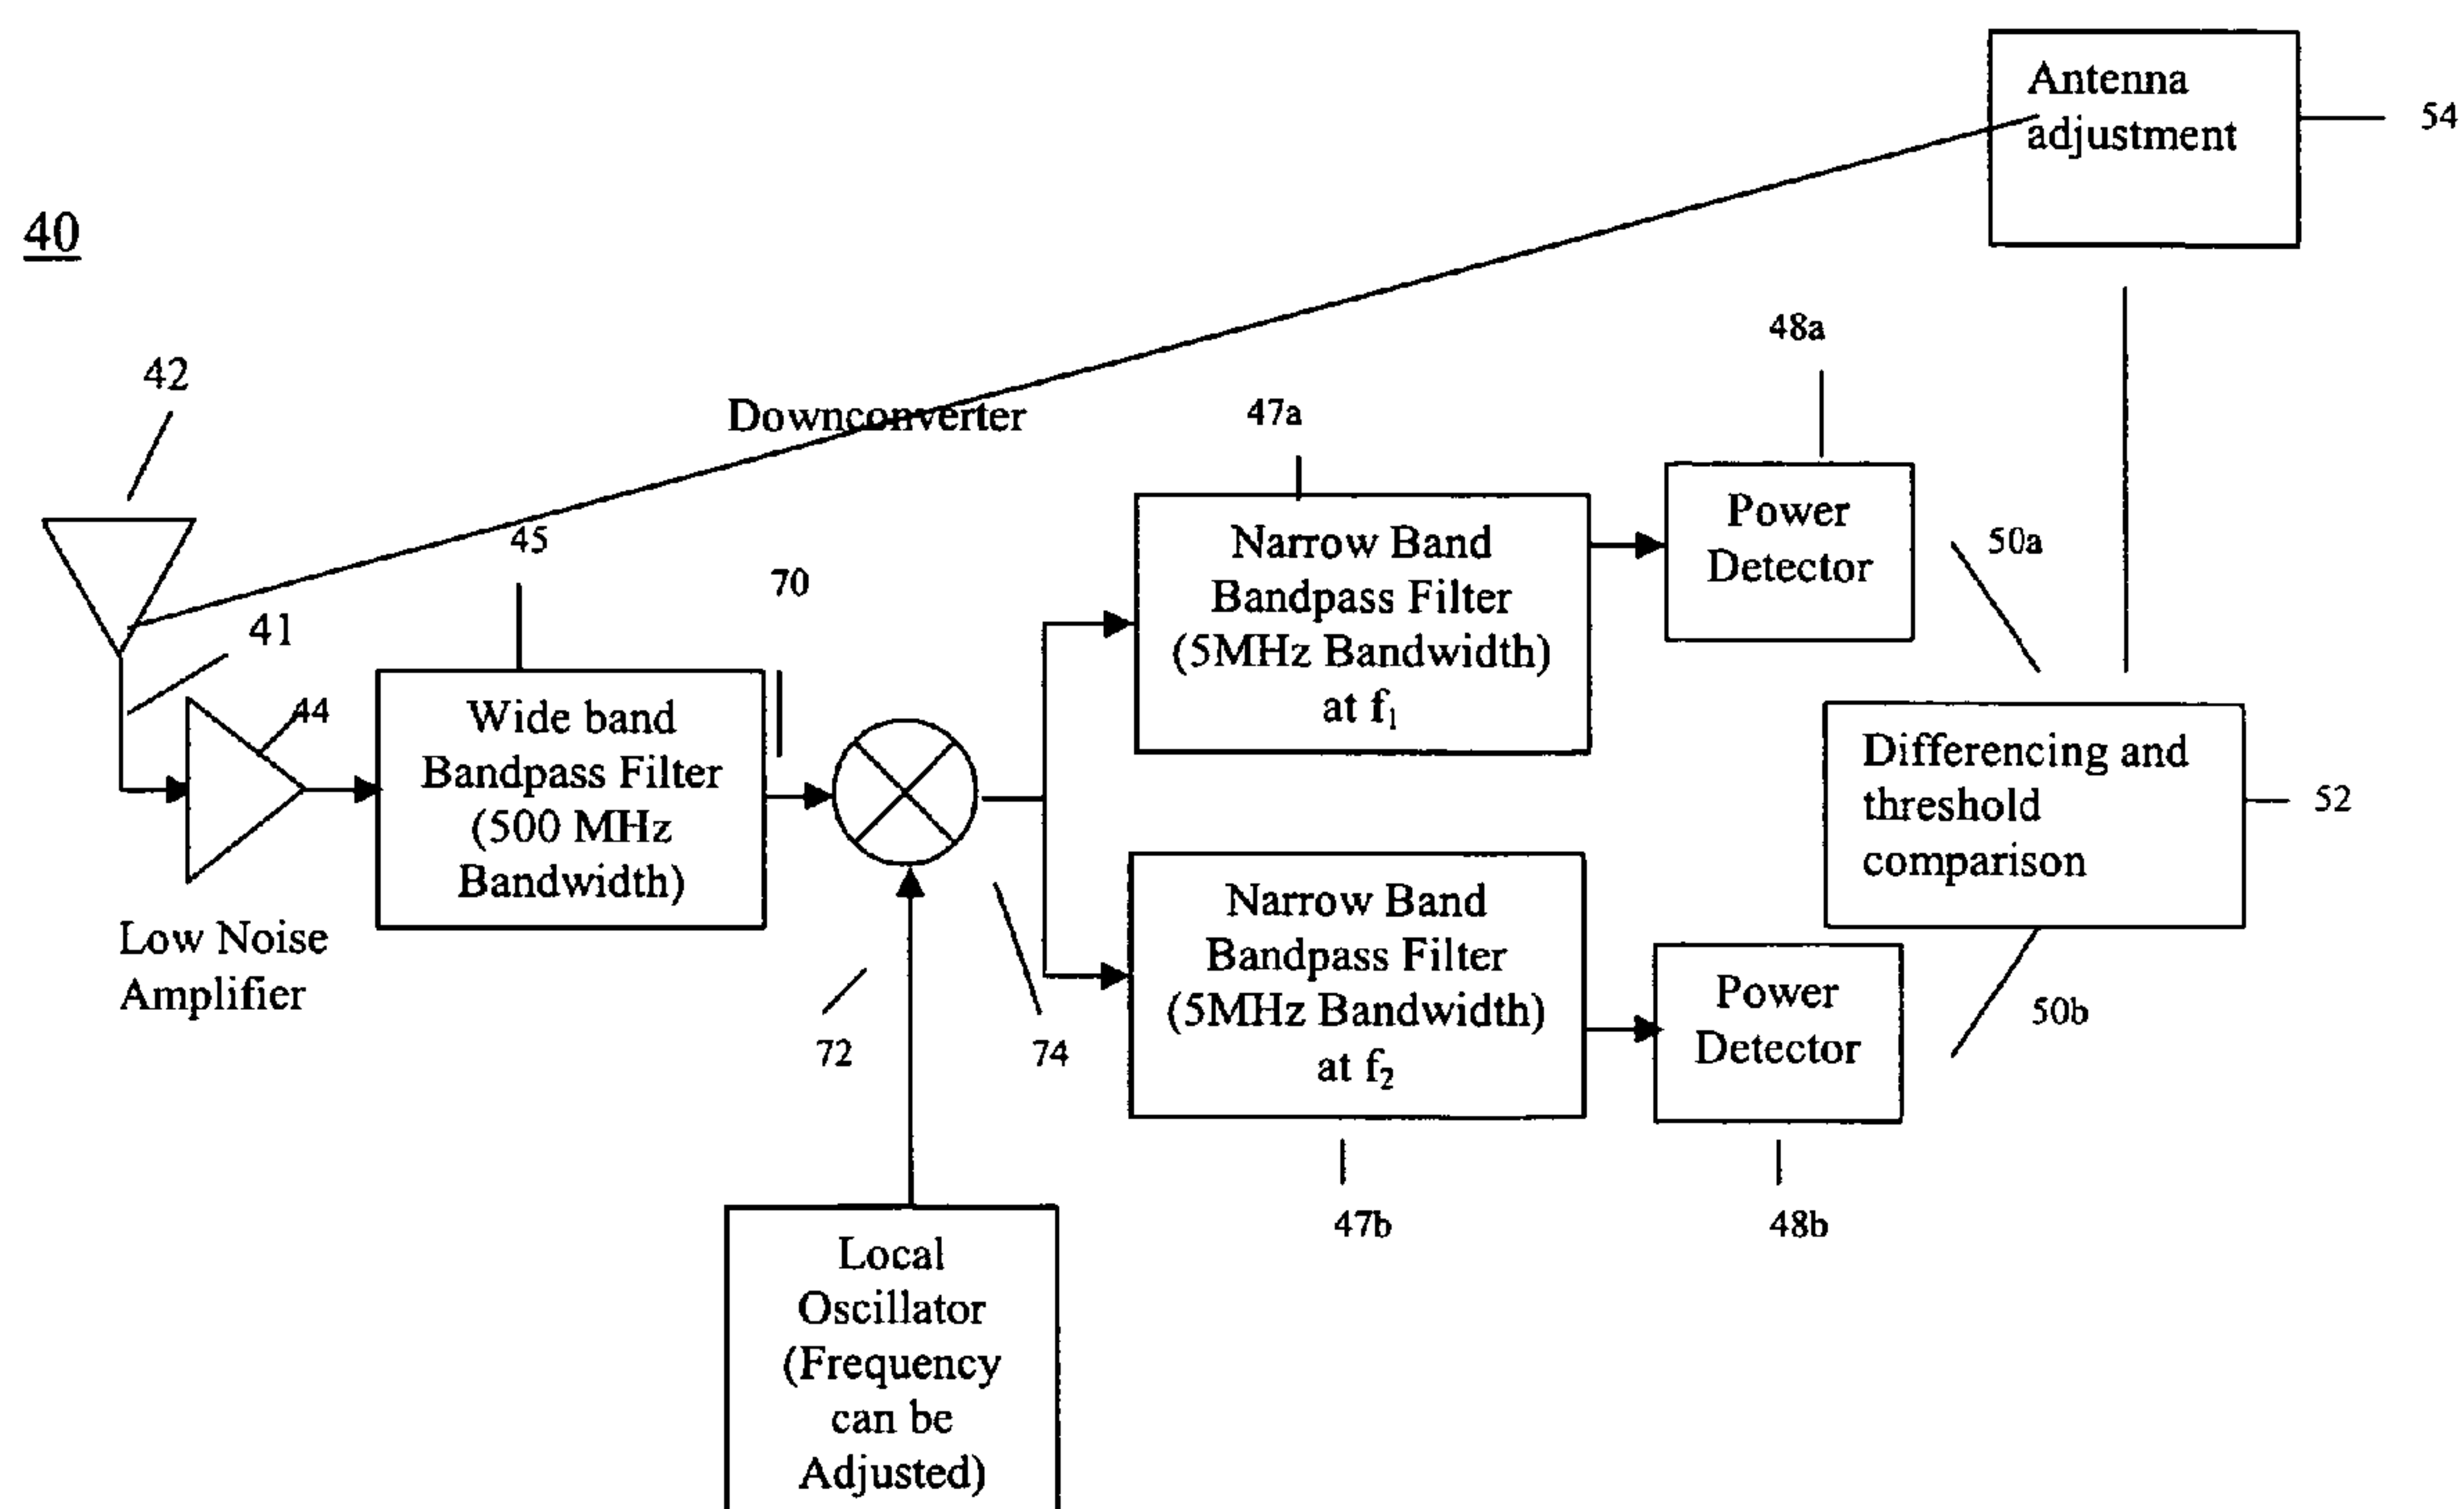 Antenna
adjustment
54
40
42
Downconverter
47a
48a
45
70
41
44
Wide band
Bandpass Filter
(500 MHz
Bandwidth)
Low Noise
Amplifier
72
74
Narrow Band
Bandpass Filter
(5MHz Bandwidth)
at f₁
Power
Detector
50a
Differencing and
threshold
comparison
52
Narrow Band
Bandpass Filter
(5MHz Bandwidth)
at f₂
Power
Detector
50b
47b
48b
Local
Oscillator
(Frequency
can be
Adjusted)